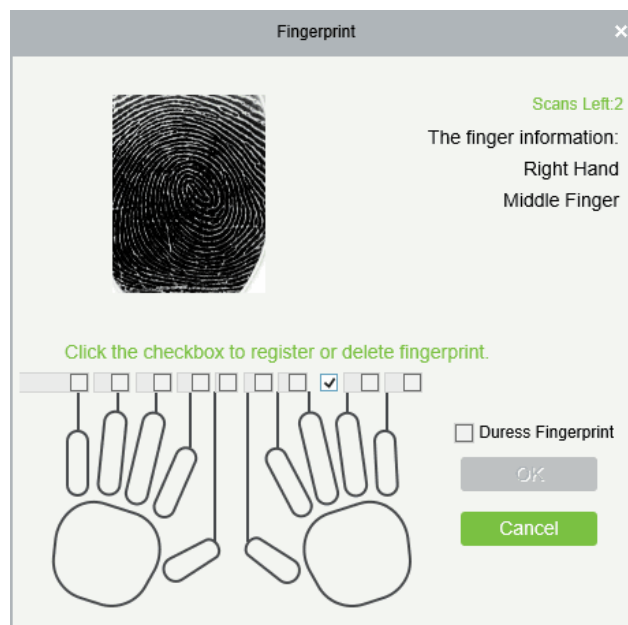 Fingerprint
Scans Left:2
The finger information:
Right Hand
Middle Finger
Click the checkbox to register or delete fingerprint.
Duress Fingerprint
OK
Cancel